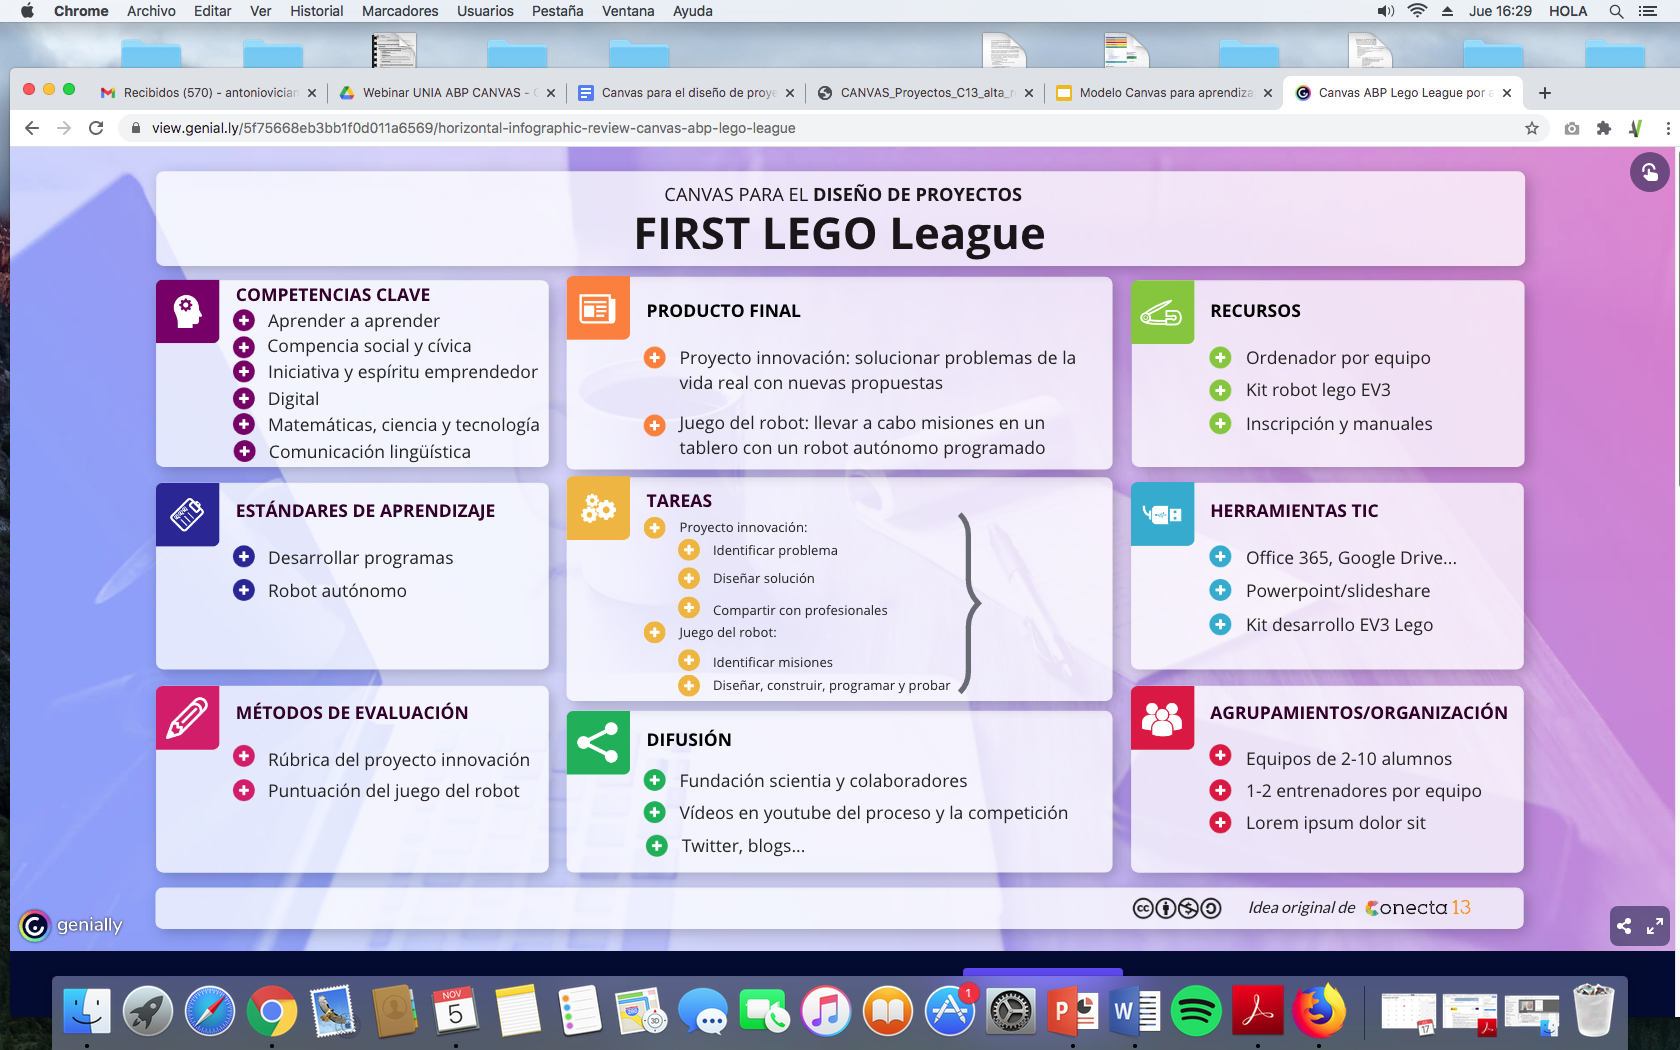 Chrome Archivo Editar Ver Historial Marcadores Usuarios Pestaña Ventana Ayuda Jue 16:29 HOLA
Recibidos (570) - antoniovician Webinar UNIA ABP CANVAS - Canvas para el diseño de proye CANVAS_Proyectos_C13_alta_ Modelo Canvas para aprendiza Canvas ABP Lego League por
view.genial.ly/5f75668eb3bb1f0d011a6569/horizontal-infographic-review-canvas-abp-lego-league
CANVAS PARA EL DISEÑO DE PROYECTOS
FIRST LEGO League
COMPETENCIAS CLAVE
Aprender a aprender
Compencia social y cívica
Iniciativa y espíritu emprendedor
Digital
Matemáticas, ciencia y tecnología
Comunicación lingüística
PRODUCTO FINAL
Proyecto innovación: solucionar problemas de la
vida real con nuevas propuestas
Juego del robot: llevar a cabo misiones en un
tablero con un robot autónomo programado
RECURSOS
Ordenador por equipo
Kit robot lego EV3
Inscripción y manuales
ESTÁNDARES DE APRENDIZAJE
Desarrollar programas
Robot autónomo
TAREAS
Proyecto innovación:
Identificar problema
Diseñar solución
Compartir con profesionales
Juego del robot:
Identificar misiones
Diseñar, construir, programar y probar
HERRAMIENTAS TIC
Office 365, Google Drive...
Powerpoint/slideshare
Kit desarrollo EV3 Lego
MÉTODOS DE EVALUACIÓN
Rúbrica del proyecto innovación
Puntuación del juego del robot
DIFUSIÓN
Fundación scientia y colaboradores
Vídeos en youtube del proceso y la competición
Twitter, blogs...
AGRUPAMIENTOS/ORGANIZACIÓN
Equipos de 2-10 alumnos
1-2 entrenadores por equipo
Lorem ipsum dolor sit
genially
cc Idea original de Conecta 13
NOV
5
3D
1
P
W
17